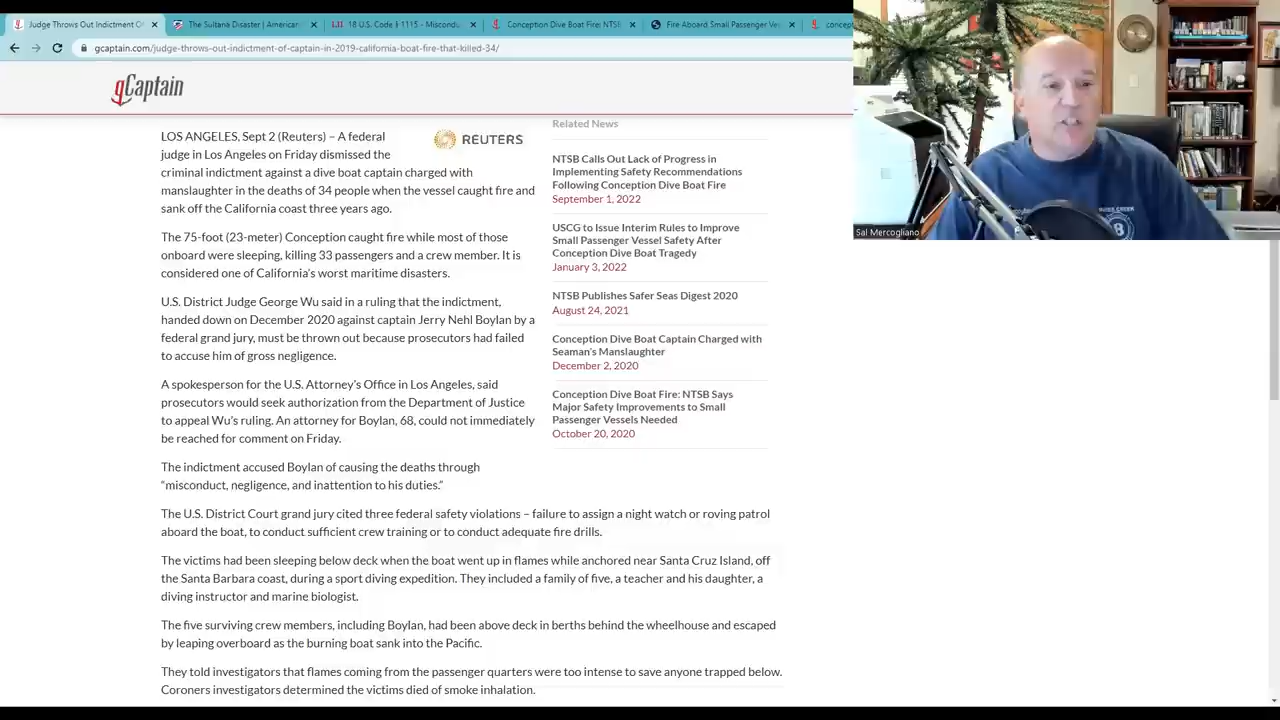 Judge Throws Out Indictment O
The Sultana Disaster | American
18 U.S. Code § 1115 - Miscondu
Conception Dive Boat Fire: NTSB
Fire Aboard Small Passenger Ves
concept
gcaptain.com/judge-throws-out-indictment-of-captain-in-2019-california-boat-fire-that-killed-34/
gCaptain
LOS ANGELES, Sept 2 (Reuters) – A federal
judge in Los Angeles on Friday dismissed the
criminal indictment against a dive boat captain charged with
manslaughter in the deaths of 34 people when the vessel caught fire and
sank off the California coast three years ago.
REUTERS
The 75-foot (23-meter) Conception caught fire while most of those
onboard were sleeping, killing 33 passengers and a crew member. It is
considered one of California's worst maritime disasters.
U.S. District Judge George Wu said in a ruling that the indictment,
handed down on December 2020 against captain Jerry Nehl Boylan by a
federal grand jury, must be thrown out because prosecutors had failed
to accuse him of gross negligence.
A spokesperson for the U.S. Attorney's Office in Los Angeles, said
prosecutors would seek authorization from the Department of Justice
to appeal Wu's ruling. An attorney for Boylan, 68, could not immediately
be reached for comment on Friday.
The indictment accused Boylan of causing the deaths through
“misconduct, negligence, and inattention to his duties.”
The U.S. District Court grand jury cited three federal safety violations – failure to assign a night watch or roving patrol
aboard the boat, to conduct sufficient crew training or to conduct adequate fire drills.
The victims had been sleeping below deck when the boat went up in flames while anchored near Santa Cruz Island, off
the Santa Barbara coast, during a sport diving expedition. They included a family of five, a teacher and his daughter, a
diving instructor and marine biologist.
The five surviving crew members, including Boylan, had been above deck in berths behind the wheelhouse and escaped
by leaping overboard as the burning boat sank into the Pacific.
They told investigators that flames coming from the passenger quarters were too intense to save anyone trapped below.
Coroners investigators determined the victims died of smoke inhalation.
Related News
NTSB Calls Out Lack of Progress in
Implementing Safety Recommendations
Following Conception Dive Boat Fire
September 1, 2022
USCG to Issue Interim Rules to Improve
Small Passenger Vessel Safety After
Conception Dive Boat Tragedy
January 3, 2022
NTSB Publishes Safer Seas Digest 2020
August 24, 2021
Conception Dive Boat Captain Charged with
Seaman's Manslaughter
December 2, 2020
Conception Dive Boat Fire: NTSB Says
Major Safety Improvements to Small
Passenger Vessels Needed
October 20, 2020
Sal Mercogliano